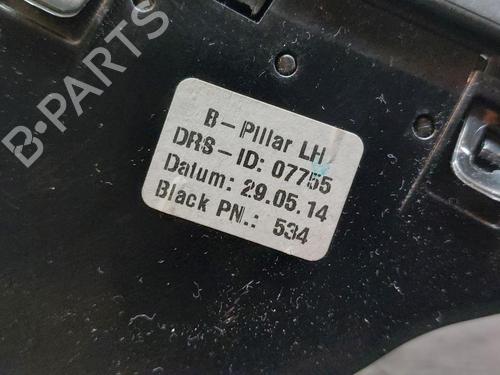 B-PARTS
B-Pillar LH
DRS-ID: 07755
Datum: 29.05.14
Black PN.: 534